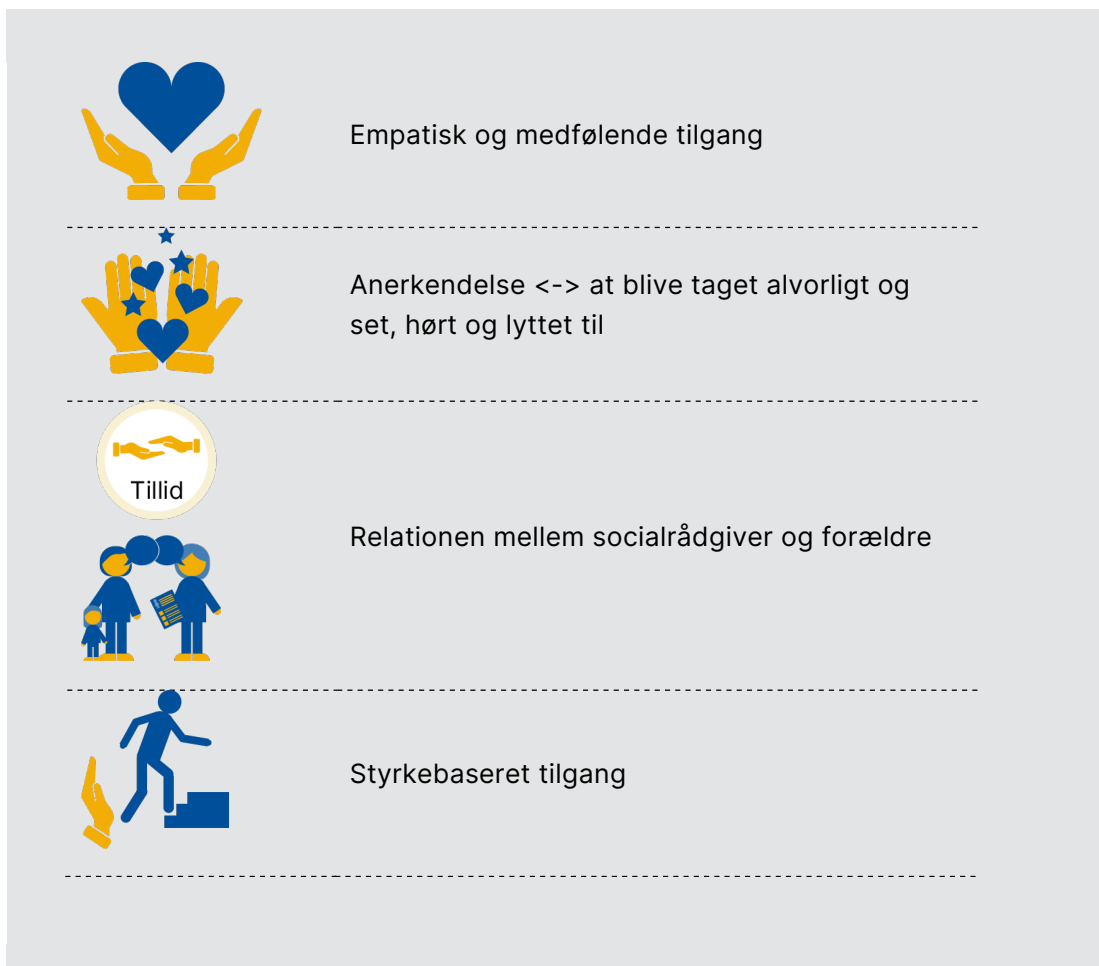 Empatisk og medfølende tilgang
Anerkendelse <-> at blive taget alvorligt og
set, hørt og lyttet til
Tillid
Relationen mellem socialrådgiver og forældre
Styrkebaseret tilgang